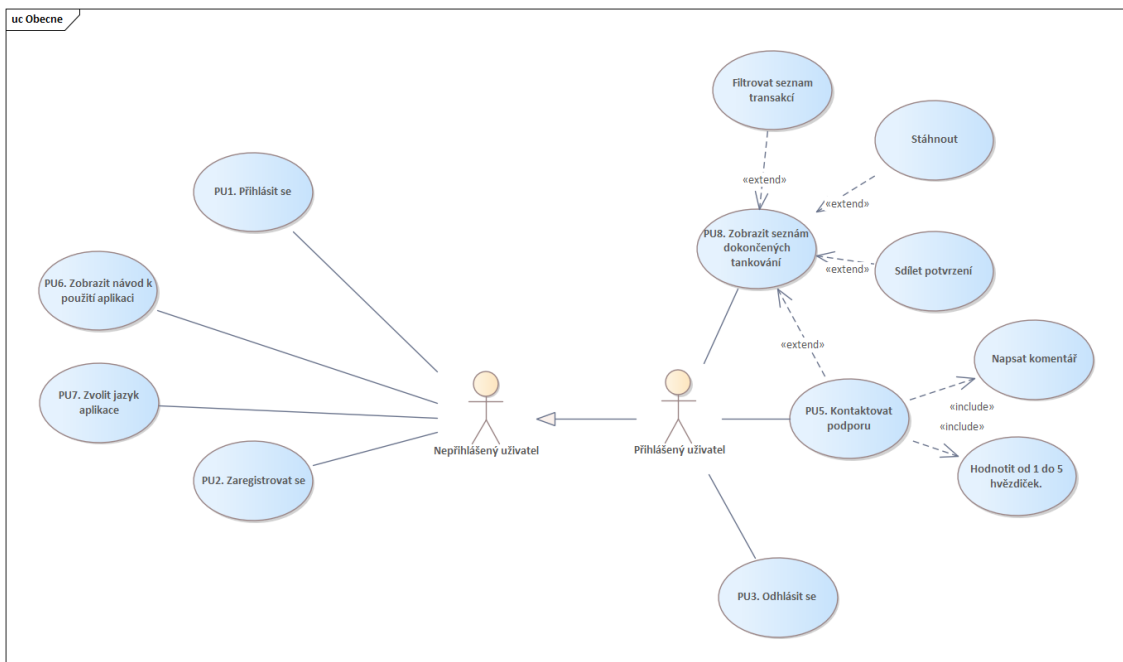 uc Obecne
Filtrovat seznam
transakcí
Stáhnout
«extend»
«extend»
PU1. Přihlásit se
PU8. Zobrazit seznám
dokončených
tankování
Sdílet potvrzení
«extend»
PU6. Zobrazit návod k
použití aplikaci
«extend»
Napsat komentář
PU7. Zvolit jazyk
aplikace
«include»
PU5. Kontaktovat
podporu
«include»
Nepřihlášený uživatel
Přihlášený uživatel
Hodnotit od 1 do 5
hvězdiček.
PU2. Zaregistrovat se
PU3. Odhlásit se